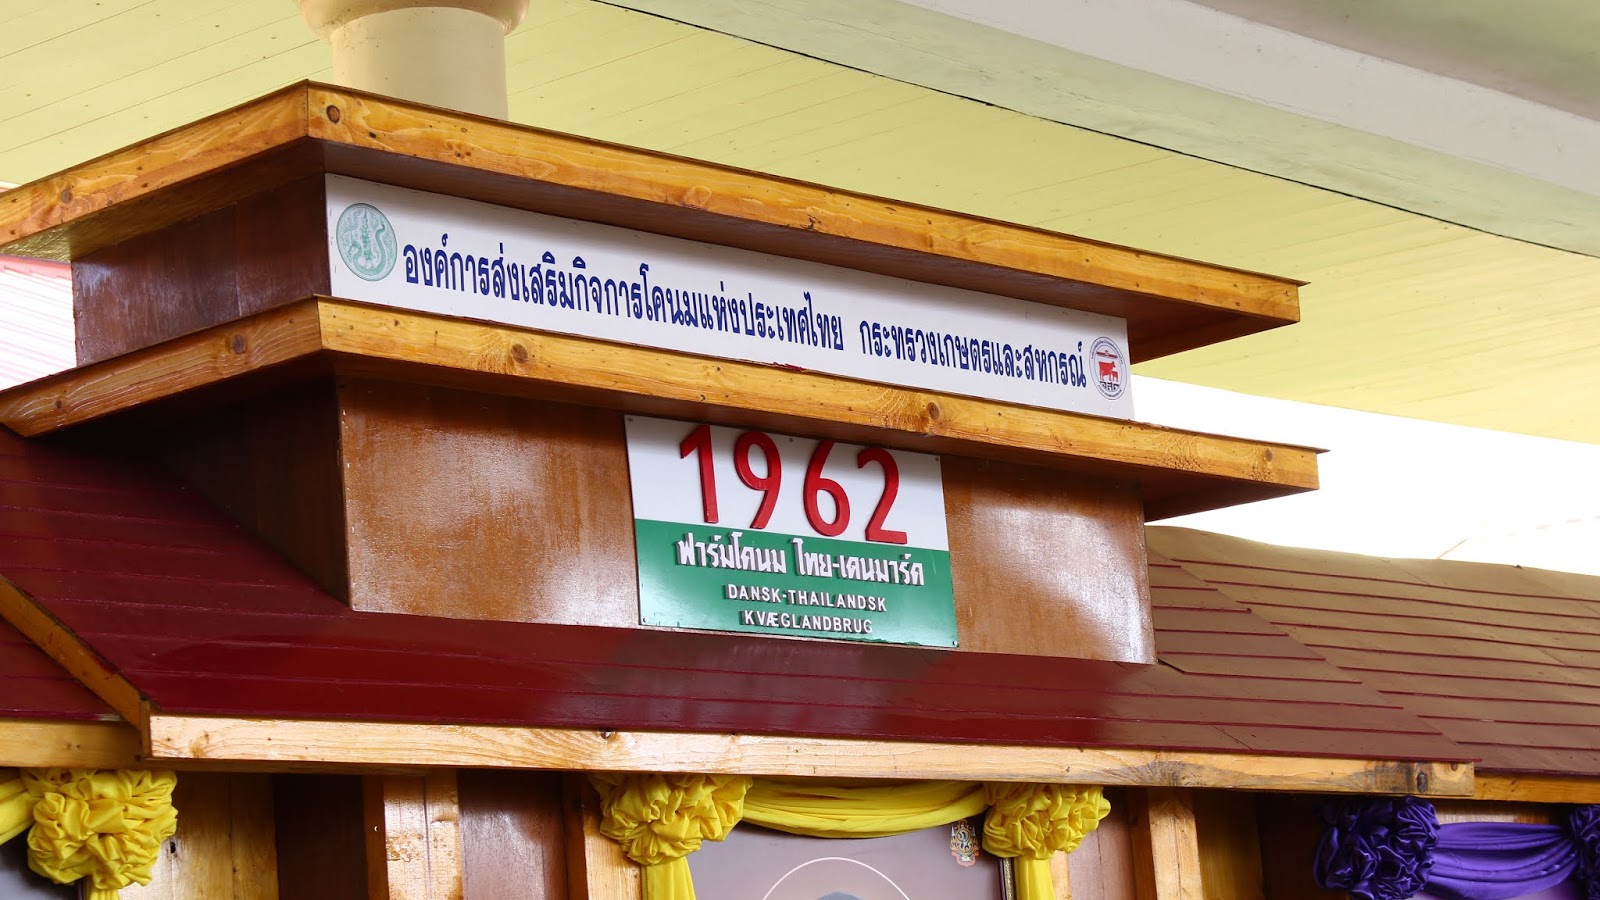 องค์การส่งเสริมกิจการโคนมแห่งประเทศไทย กระทรวงเกษตรและสหกรณ์
อ.ส.ค.
1962
ฟาร์มโคนม ไทย-เดนมาร์ค
DANSK-THAILANDSK
KVÆGLANDBRUG